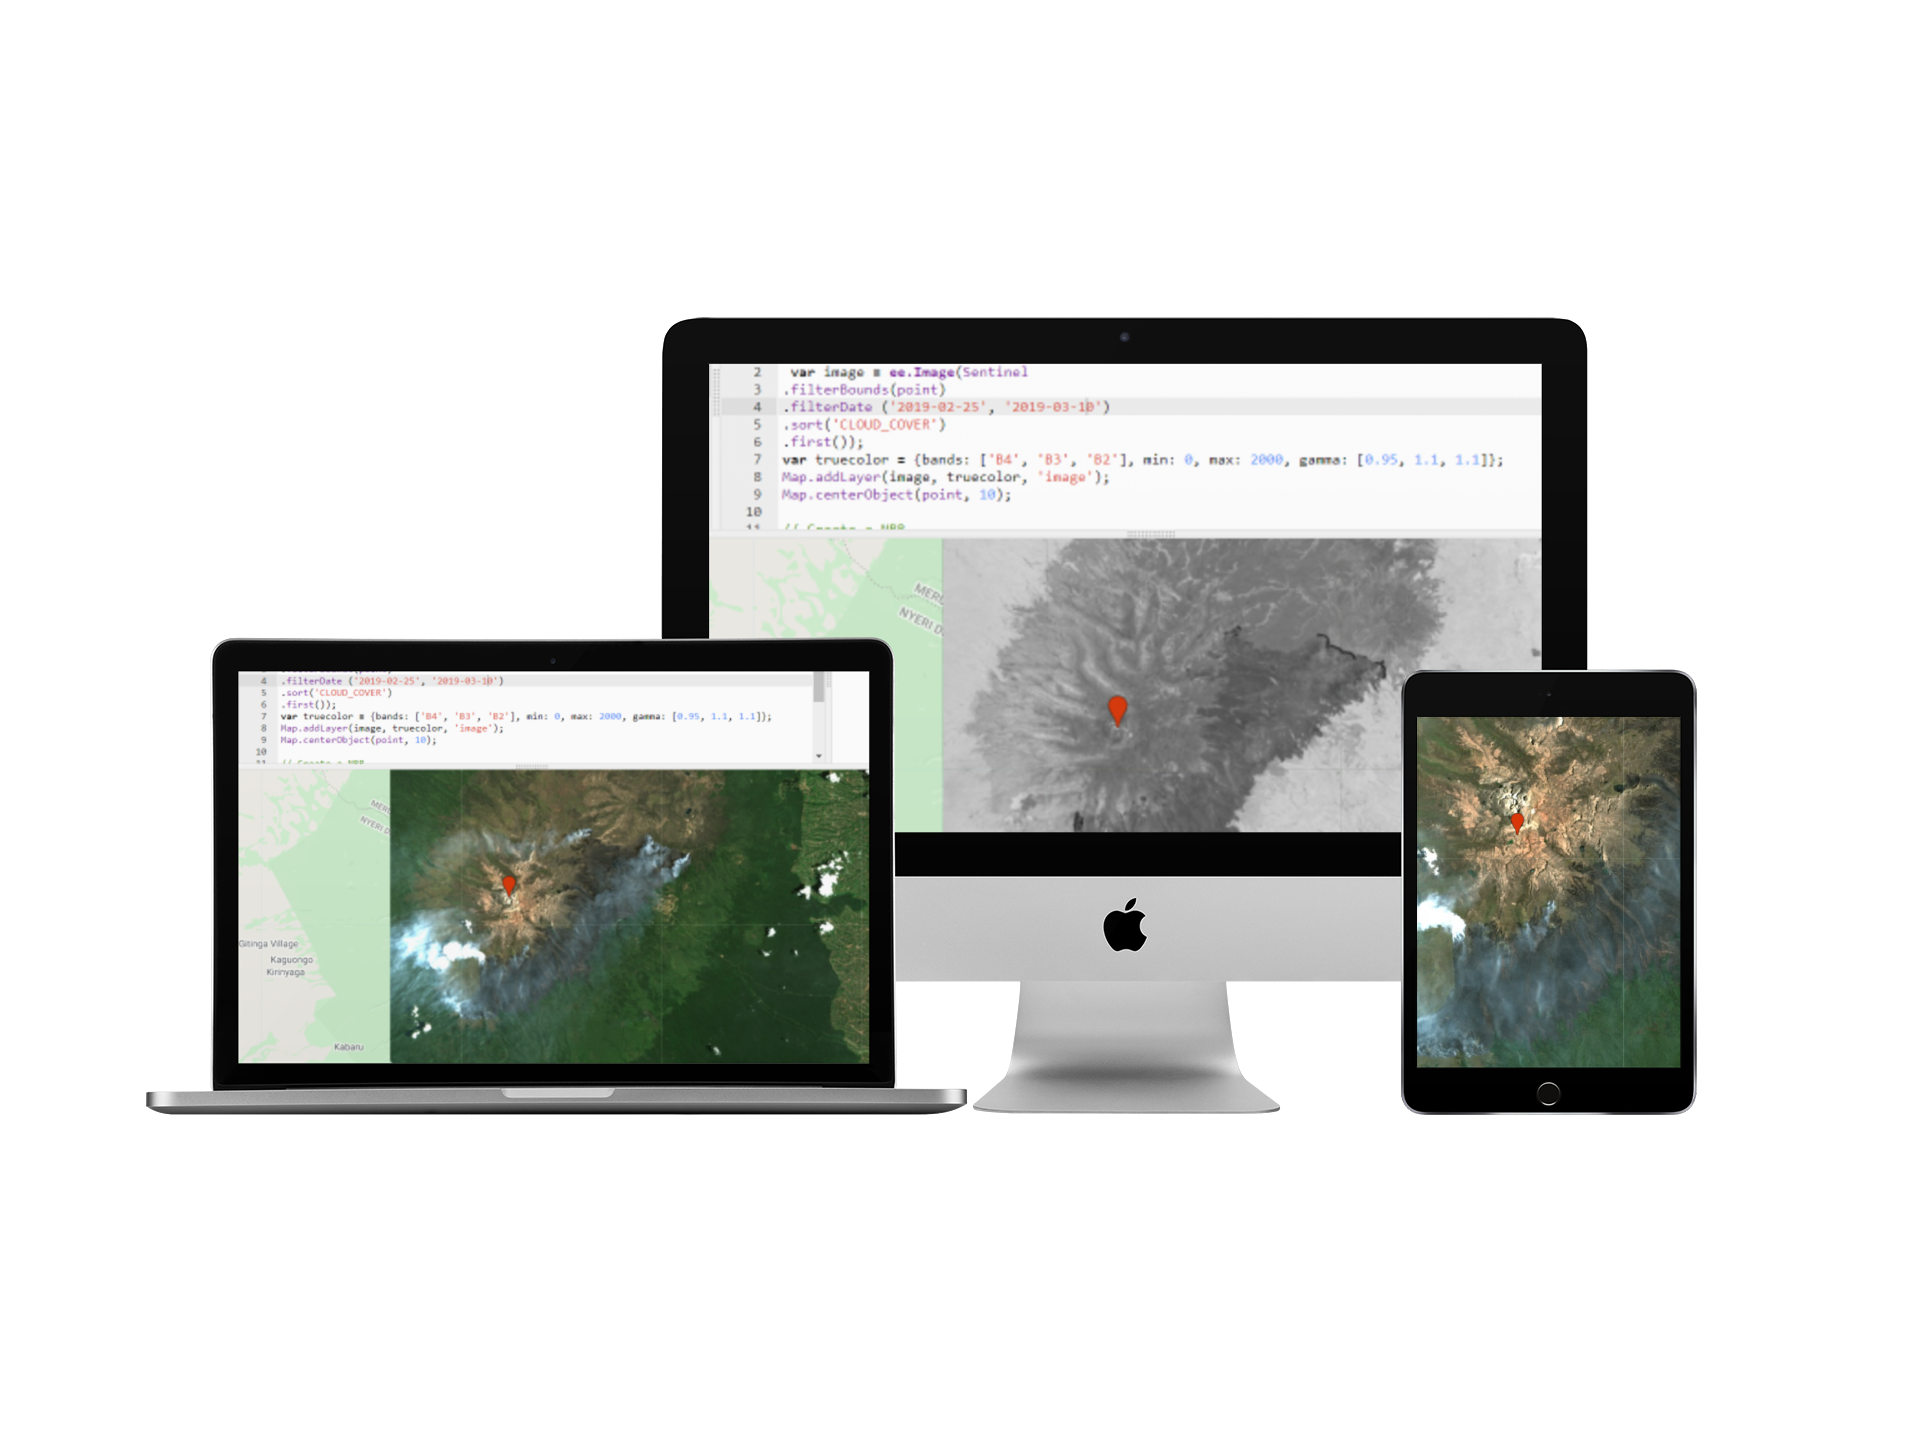 2 var image = ee.Image(Sentinel
3 .filterBounds(point)
4 .filterDate ('2019-02-25', '2019-03-10')
5 .sort('CLOUD_COVER')
6 .first());
7 var truecolor = {bands: ['B4', 'B3', 'B2'], min: 0, max: 2000, gamma: [0.95, 1.1, 1.1]};
8 Map.addLayer(image, truecolor, 'image');
9 Map.centerObject(point, 10);
10
11 // Create a NBR
MERU
NYERI D
4 .filterDate ('2019-02-25', '2019-03-10')
5 .sort('CLOUD_COVER')
6 .first());
7 var truecolor = {bands: ['B4', 'B3', 'B2'], min: 0, max: 2000, gamma: [0.95, 1.1, 1.1]};
8 Map.addLayer(image, truecolor, 'image');
9 Map.centerObject(point, 10);
10
11 // Create a NBR
MER
NYERI D
Gitinga Village
Kaguongo
Kirinyaga
Kabaru